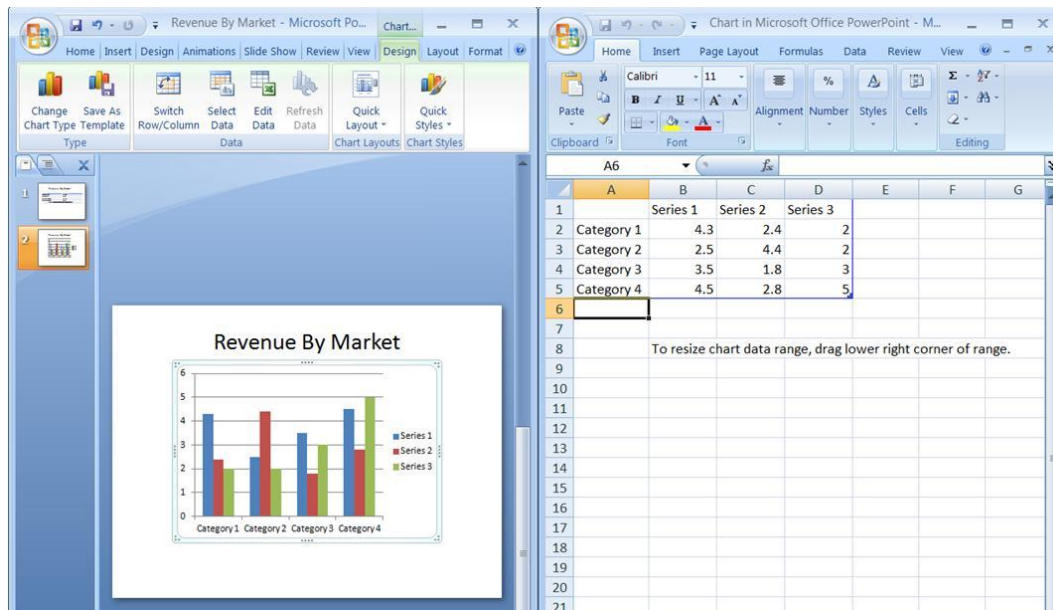 Revenue By Market - Microsoft Po...
Chart...
Home Insert Design Animations Slide Show Review View Design Layout Format
Change Chart Type
Save As Template
Switch Row/Column
Select Data
Edit Data
Refresh Data
Quick Layout
Quick Styles
Type
Data
Chart Layouts
Chart Styles
1
2
Revenue By Market
6
5
4
3
2
1
0
Category 1 Category 2 Category 3 Category 4
Series 1
Series 2
Series 3
Chart in Microsoft Office PowerPoint - M...
Home Insert Page Layout Formulas Data Review View
Paste
Calibri 11
B I U A A
Alignment
Number
Styles
Cells
Clipboard
Font
Editing
A6 fx
A B C D E F G
1 Series 1 Series 2 Series 3
2 Category 1 4.3 2.4 2
3 Category 2 2.5 4.4 2
4 Category 3 3.5 1.8 3
5 Category 4 4.5 2.8 5
6
7
8 To resize chart data range, drag lower right corner of range.
9
10
11
12
13
14
15
16
17
18
19
20
21